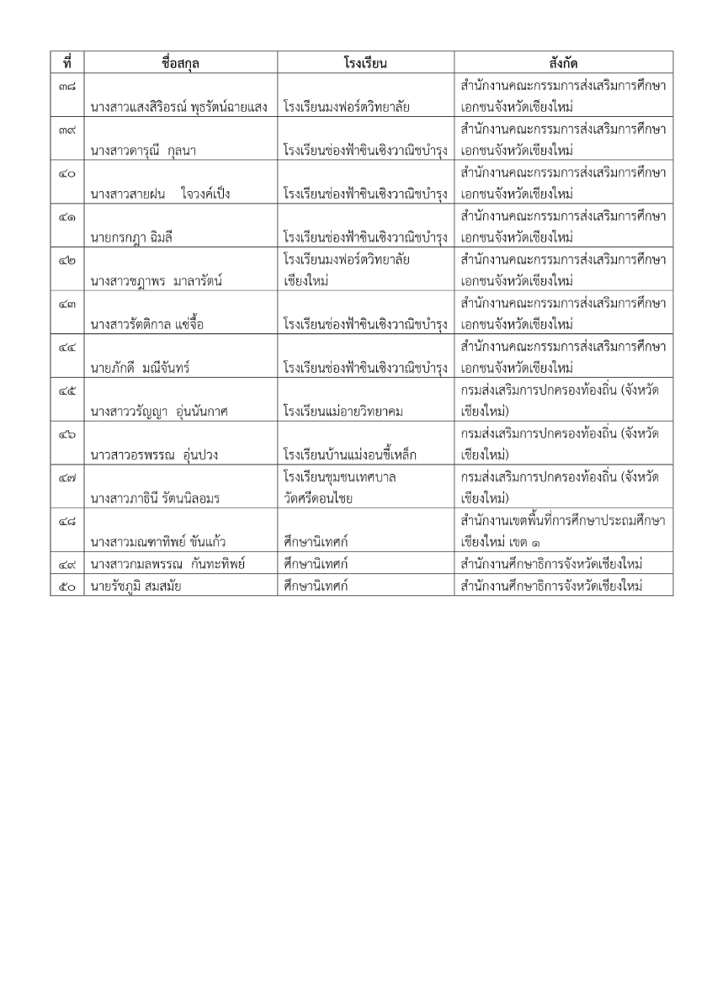 ที่ ชื่อสกุล โรงเรียน สังกัด
๓๘ สำนักงานคณะกรรมการส่งเสริมการศึกษา
นางสาวแสงสิริอรณ์ พุธรัตน์ฉายแสง โรงเรียนมงฟอร์ตวิทยาลัย เอกชนจังหวัดเชียงใหม่
๓๙ สำนักงานคณะกรรมการส่งเสริมการศึกษา
นางสาวดารุณี กุลนา โรงเรียนช่องฟ้าซินเซิงวาณิชบำรุง เอกชนจังหวัดเชียงใหม่
๔๐ สำนักงานคณะกรรมการส่งเสริมการศึกษา
นางสาวสายฝน ใจวงค์เป็ง โรงเรียนช่องฟ้าซินเซิงวาณิชบำรุง เอกชนจังหวัดเชียงใหม่
๔๑ สำนักงานคณะกรรมการส่งเสริมการศึกษา
นายกรกฎา ฉิมลี โรงเรียนช่องฟ้าซินเซิงวาณิชบำรุง เอกชนจังหวัดเชียงใหม่
๔๒ โรงเรียนมงฟอร์ตวิทยาลัย สำนักงานคณะกรรมการส่งเสริมการศึกษา
นางสาวชฎาพร มาลารัตน์ เชียงใหม่ เอกชนจังหวัดเชียงใหม่
๔๓ สำนักงานคณะกรรมการส่งเสริมการศึกษา
นางสาวรัตติกาล แซ่จื้อ โรงเรียนช่องฟ้าซินเซิงวาณิชบำรุง เอกชนจังหวัดเชียงใหม่
๔๔ สำนักงานคณะกรรมการส่งเสริมการศึกษา
นายภักดี มณีจันทร์ โรงเรียนช่องฟ้าซินเซิงวาณิชบำรุง เอกชนจังหวัดเชียงใหม่
๔๕ กรมส่งเสริมการปกครองท้องถิ่น (จังหวัด
นางสาววรัญญา อุ่นนันกาศ โรงเรียนแม่อายวิทยาคม เชียงใหม่)
๔๖ กรมส่งเสริมการปกครองท้องถิ่น (จังหวัด
นาวสาวอรพรรณ อุ่นปวง โรงเรียนบ้านแม่งอนขี้เหล็ก เชียงใหม่)
๔๗ โรงเรียนชุมชนเทศบาล กรมส่งเสริมการปกครองท้องถิ่น (จังหวัด
นางสาวภาธินี รัตนนิลอมร วัดศรีดอนไชย เชียงใหม่)
๔๘ สำนักงานเขตพื้นที่การศึกษาประถมศึกษา
นางสาวมณฑาทิพย์ ขันแก้ว ศึกษานิเทศก์ เชียงใหม่ เขต ๑
๔๙ นางสาวกมลพรรณ กันทะทิพย์ ศึกษานิเทศก์ สำนักงานศึกษาธิการจังหวัดเชียงใหม่
๕๐ นายรัชภูมิ สมสมัย ศึกษานิเทศก์ สำนักงานศึกษาธิการจังหวัดเชียงใหม่